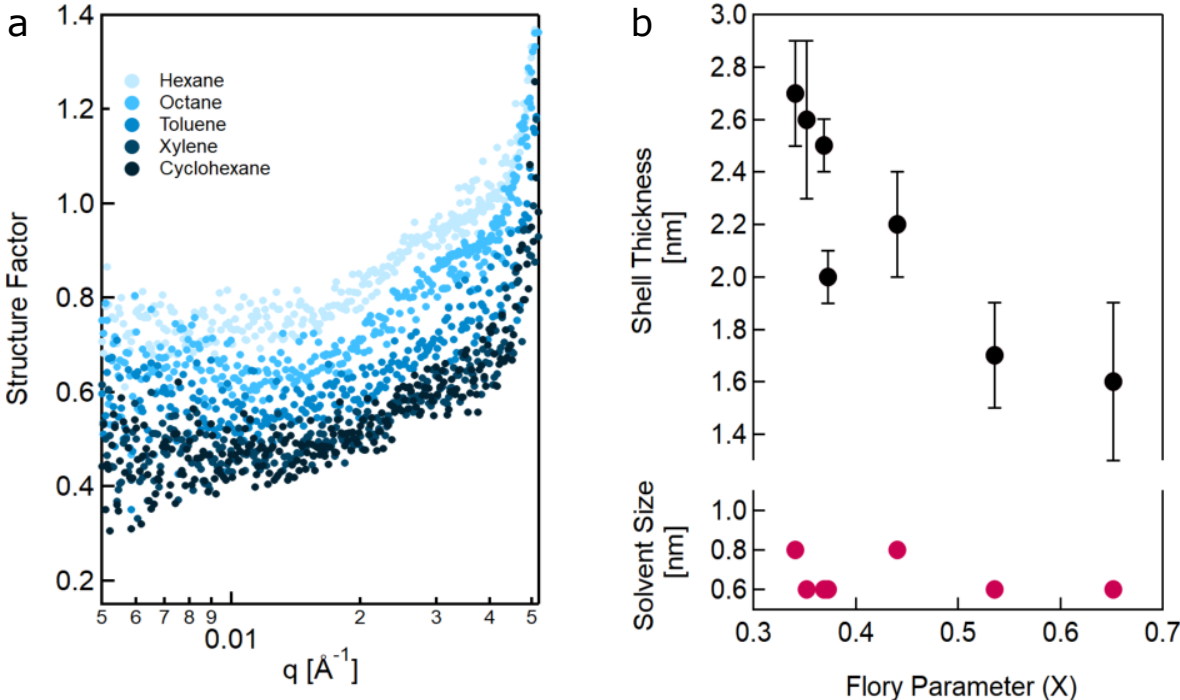 a
1.4
1.2
1.0
0.8
0.6
0.4
0.2
Structure Factor
Hexane
Octane
Toluene
Xylene
Cyclohexane
5 6 7 8 9 2 3 4 5
0.01
q [Å-1]
b
3.0
2.8
2.6
2.4
2.2
2.0
1.8
1.6
1.4
Shell Thickness
[nm]
1.0
0.8
0.6
Solvent Size
[nm]
0.3 0.4 0.5 0.6 0.7
Flory Parameter (X)